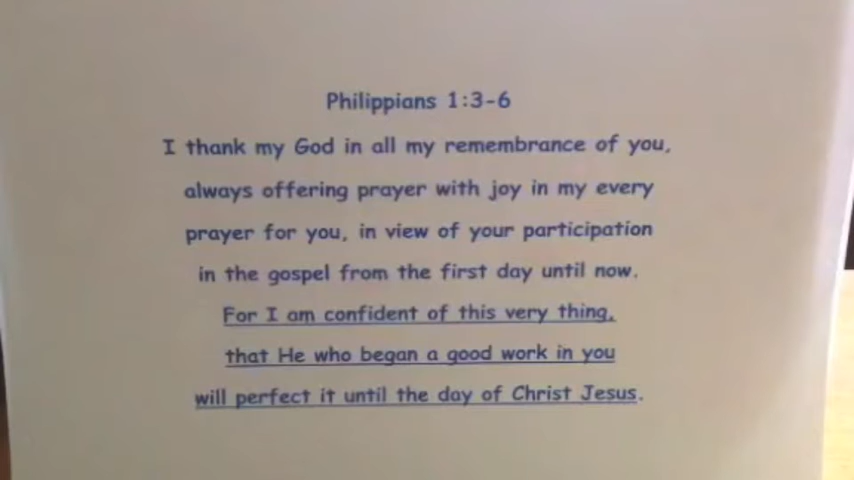 Philippians 1:3-6
I thank my God in all my remembrance of you,
always offering prayer with joy in my every
prayer for you, in view of your participation
in the gospel from the first day until now.
For I am confident of this very thing,
that He who began a good work in you
will perfect it until the day of Christ Jesus.